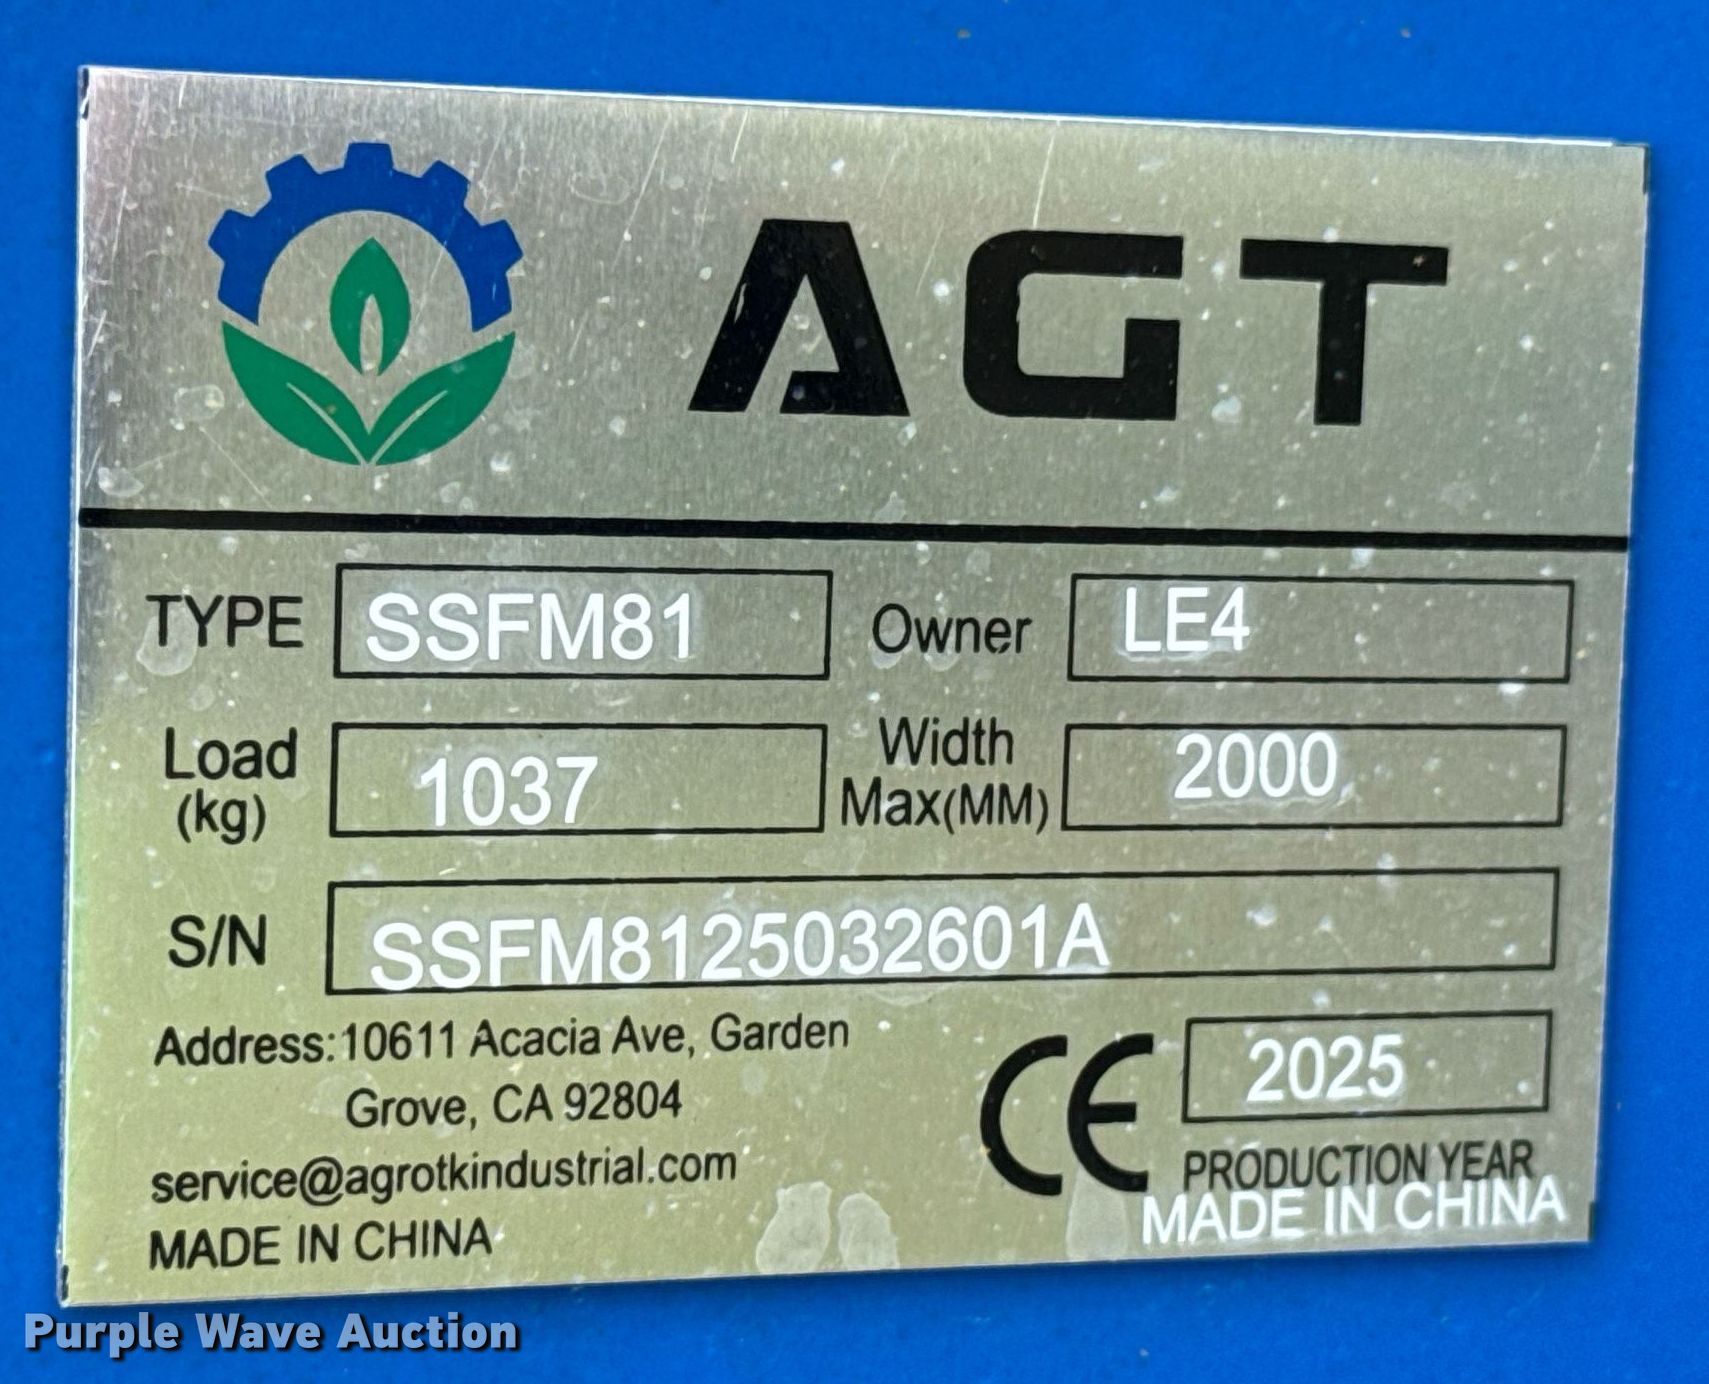 AGT
TYPE SSFM81 Owner LE4
Load (kg) 1037 Width Max(MM) 2000
S/N SSFM8125032601A
Address:10611 Acacia Ave, Garden
Grove, CA 92804
service@agrotkindustrial.com
MADE IN CHINA
CE 2025
PRODUCTION YEAR
MADE IN CHINA
Purple Wave Auction